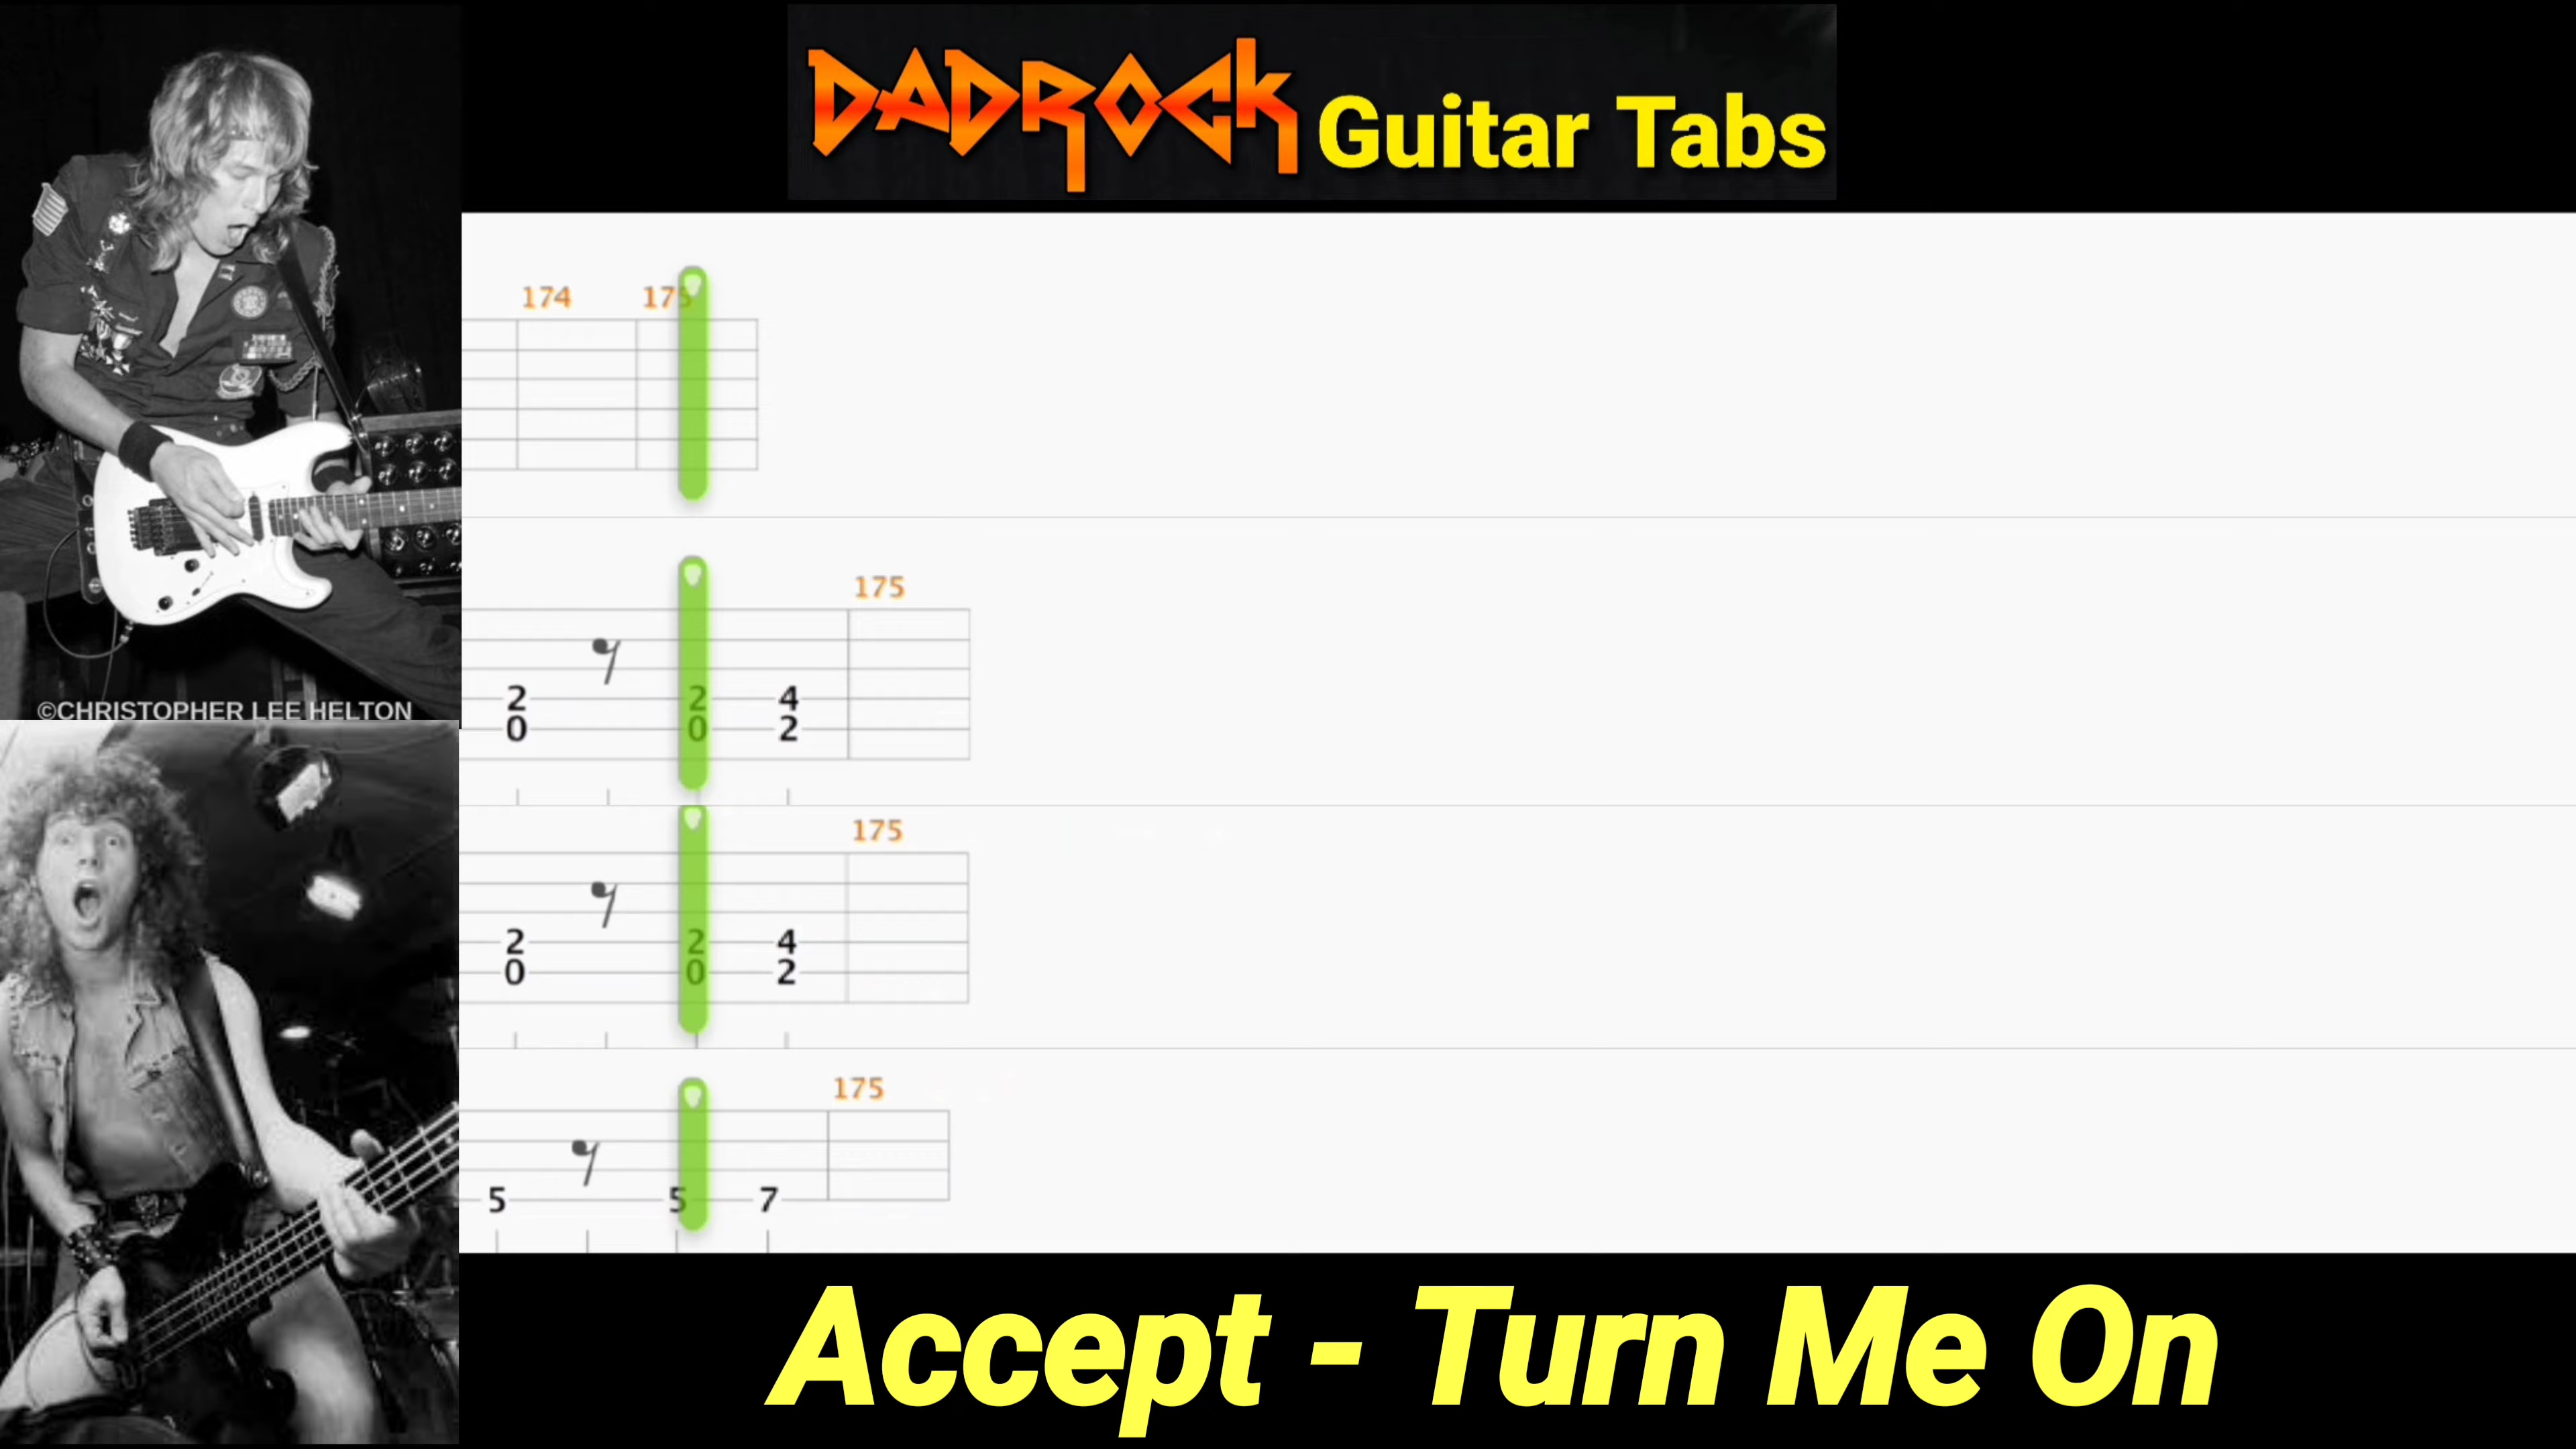 DADROCK Guitar Tabs
174 175
175
2 2 4
0 0 2
175
2 2 4
0 0 2
175
5 5 7
©CHRISTOPHER LEE HELTON
Accept - Turn Me On